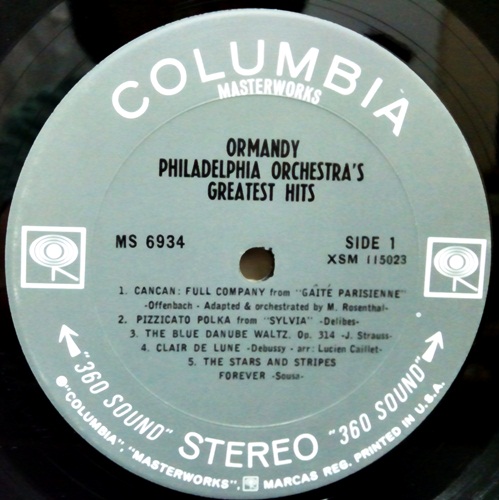 COLUMBIA
MASTERWORKS
ORMANDY
PHILADELPHIA ORCHESTRA'S
GREATEST HITS
MS 6934
SIDE 1
XSM 115023
1. CANCAN: FULL COMPANY from "GAÎTÉ PARISIENNE"
-Offenbach - Adapted & orchestrated by M. Rosenthal-
2. PIZZICATO POLKA from "SYLVIA" -Delibes-
3. THE BLUE DANUBE WALTZ, Op. 314 -J. Strauss-
4. CLAIR DE LUNE -Debussy - arr: Lucien Caillet-
5. THE STARS AND STRIPES
FOREVER -Sousa-
"360 SOUND" STEREO "360 SOUND"
℗"COLUMBIA", "MASTERWORKS", MARCAS REG. PRINTED IN U.S.A.